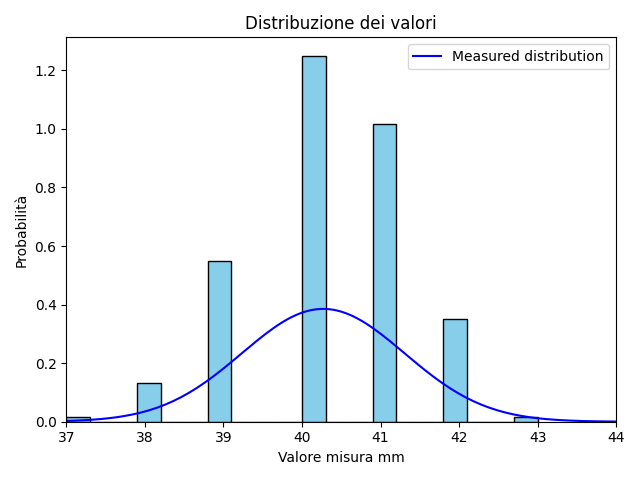 Distribuzione dei valori
Measured distribution
Probabilità
1.2
1.0
0.8
0.6
0.4
0.2
0.0
37 38 39 40 41 42 43 44
Valore misura mm